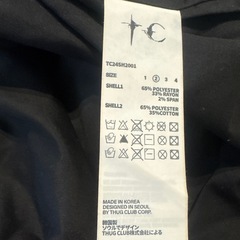 TC24SH2001
SIZE 1 2 3 4
SHELL1 66% POLYESTER
32% RAYON
2% SPAN
SHELL2 65% POLYESTER
35%COTTON
MADE IN KOREA
DESIGNED IN SEOUL
BY THUG CLUB CORP.
韓国製
ソウルでデザイン
THUG CLUB株式会社による